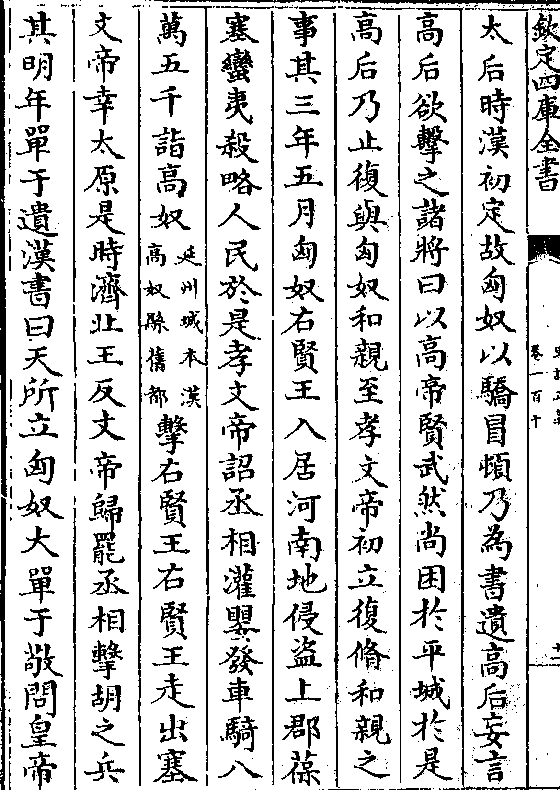 欽定四庫全書
卷一百十
太后時漢初定故匈奴以驕冒頓乃為書遺高后妄言
高后欲擊之諸將曰以高帝賢武然尚困於平城於是
高后乃止復與匈奴和親至孝文帝初立復脩和親之
事其三年五月匈奴右賢王入居河南地侵盜上郡葆
塞蠻夷殺略人民於是孝文帝詔丞相灌嬰發車騎八
萬五千詣高奴
延州城本漢
高奴縣舊都
擊右賢王右賢王走出塞
文帝幸太原是時濟北王反文帝歸罷丞相擊胡之兵
其明年單于遺漢書曰天所立匈奴大單于敬問皇帝